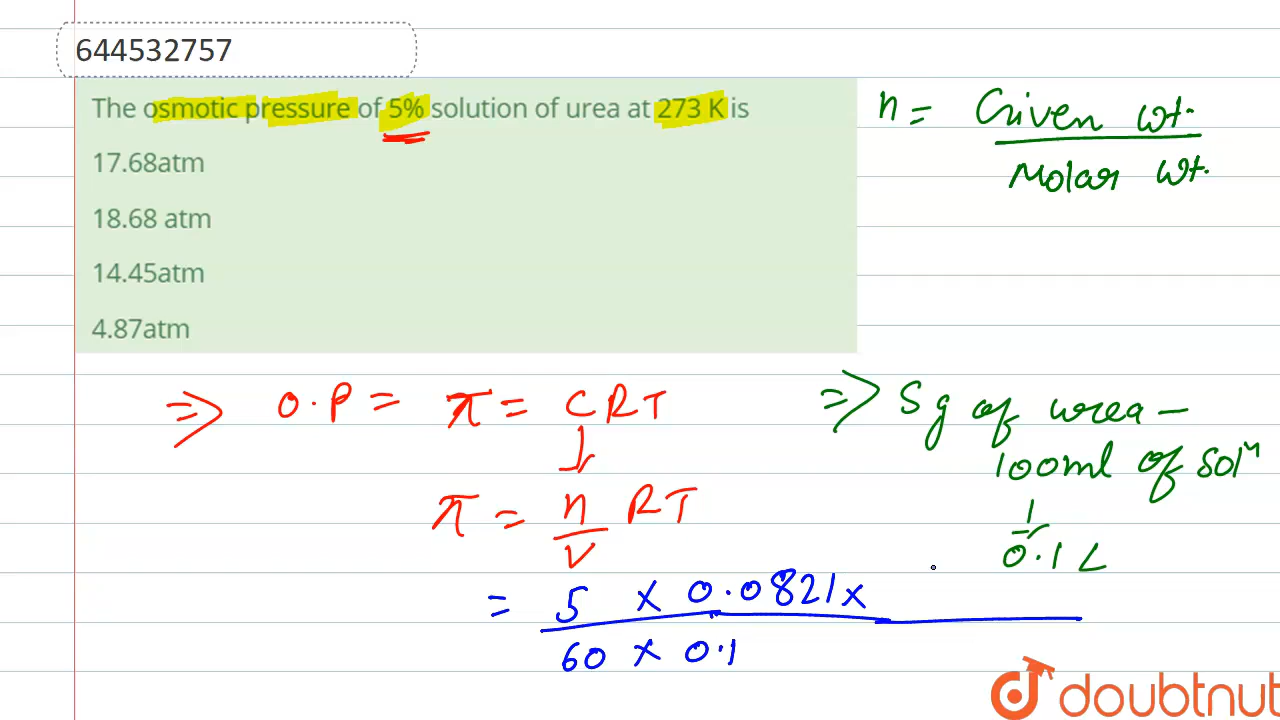 644532757
The osmotic pressure of 5% solution of urea at 273 K is
17.68atm
18.68 atm
14.45atm
4.87atm
n = Given wt.
Molar wt.
⇒ O.P = π = CRT
π = n RT
V
= 5 × 0.0821 ×
60 × 0.1
⇒ 5g of urea –
100ml of solⁿ
↓
0.1 L
doubtnut